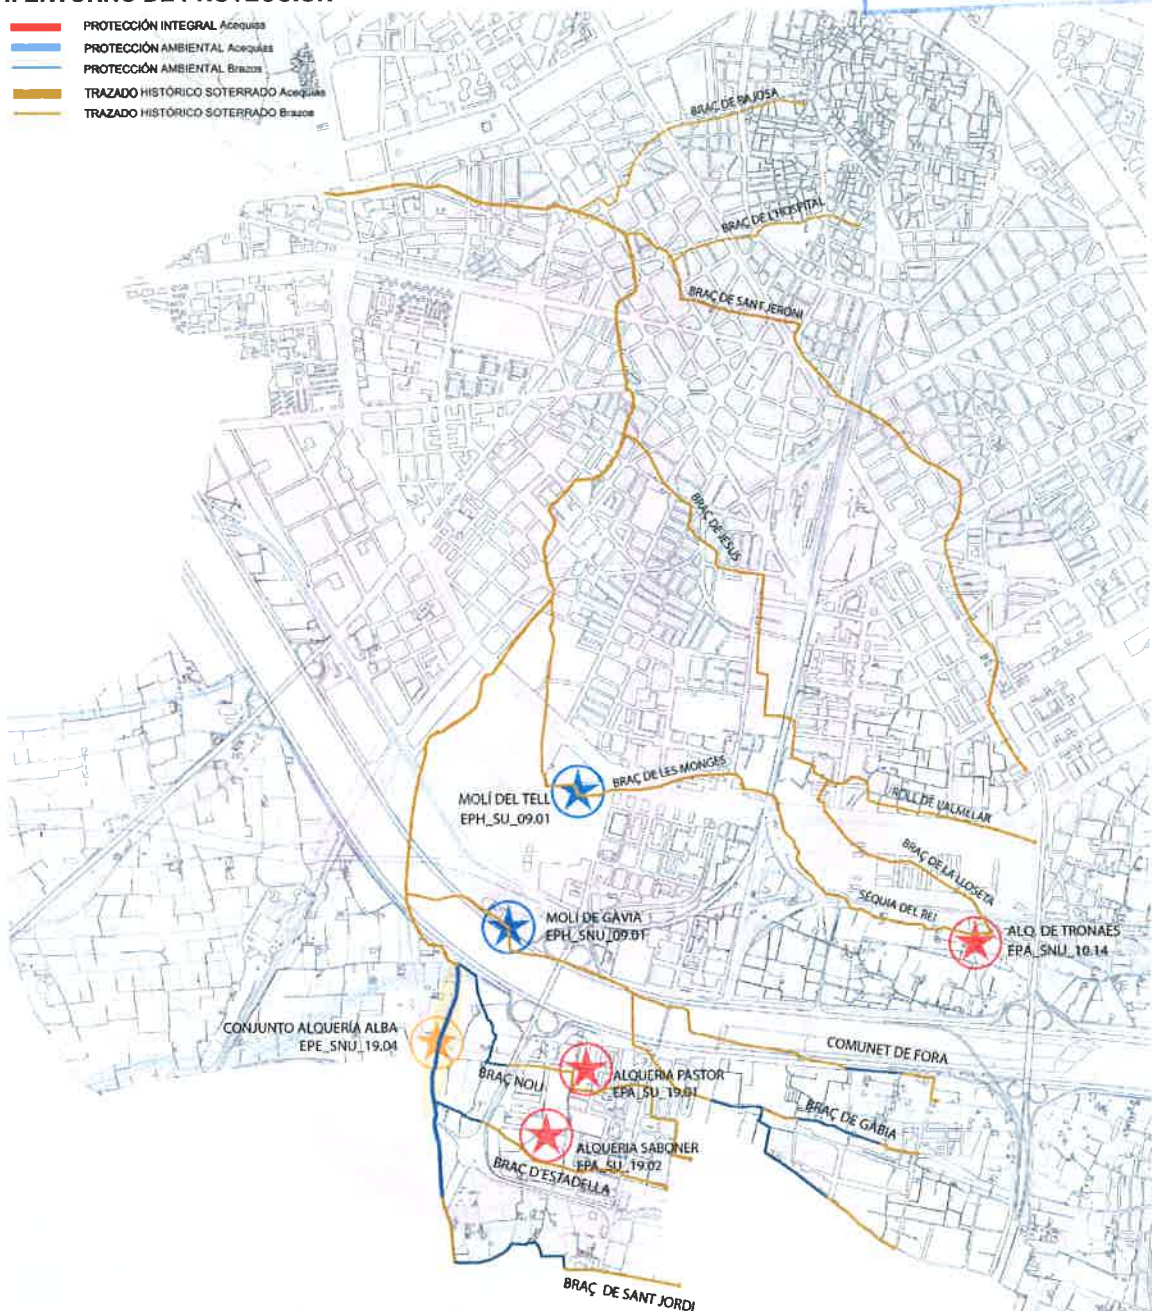 PROTECCIÓN INTEGRAL Acequias
PROTECCIÓN AMBIENTAL Acequias
PROTECCIÓN AMBIENTAL Brazos
TRAZADO HISTÓRICO SOTERRADO Acequias
TRAZADO HISTÓRICO SOTERRADO Brazos
BRAÇ DE RAJOSA
BRAÇ DE L'HOSPITAL
BRAÇ DE SANT JERONI
BRAÇ DE JESUS
BRAÇ DE LES MONGES
MOLÍ DEL TELL
EPH_SU_09.01
ROLL DE L'ALMELAR
BRAÇ DE LA LLOSETA
SÈQUIA DEL REI
MOLÍ DE GÀVIA
EPH_SNU_09.01
ALQ. DE TRONAES
EPA_SNU_10.14
CONJUNTO ALQUERÍA ALBA
EPE_SNU_19.04
COMUNET DE FORA
BRAÇ NOU
ALQUERIA PASTOR
EPA_SU_19.01
BRAÇ DE GÀBIA
ALQUERIA SABONER
EPA_SU_19.02
BRAÇ D'ESTADELLA
BRAÇ DE SANT JORDI